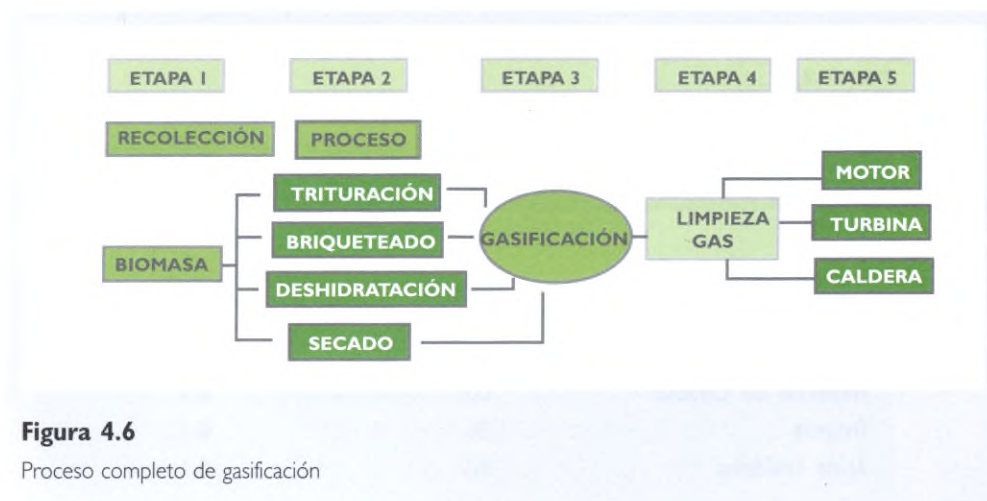 ETAPA 1 ETAPA 2 ETAPA 3 ETAPA 4 ETAPA 5
RECOLECCIÓN PROCESO
TRITURACIÓN
BRIQUETEADO
BIOMASA
DESHIDRATACIÓN
SECADO
GASIFICACIÓN
LIMPIEZA
GAS
MOTOR
TURBINA
CALDERA
Figura 4.6
Proceso completo de gasificación